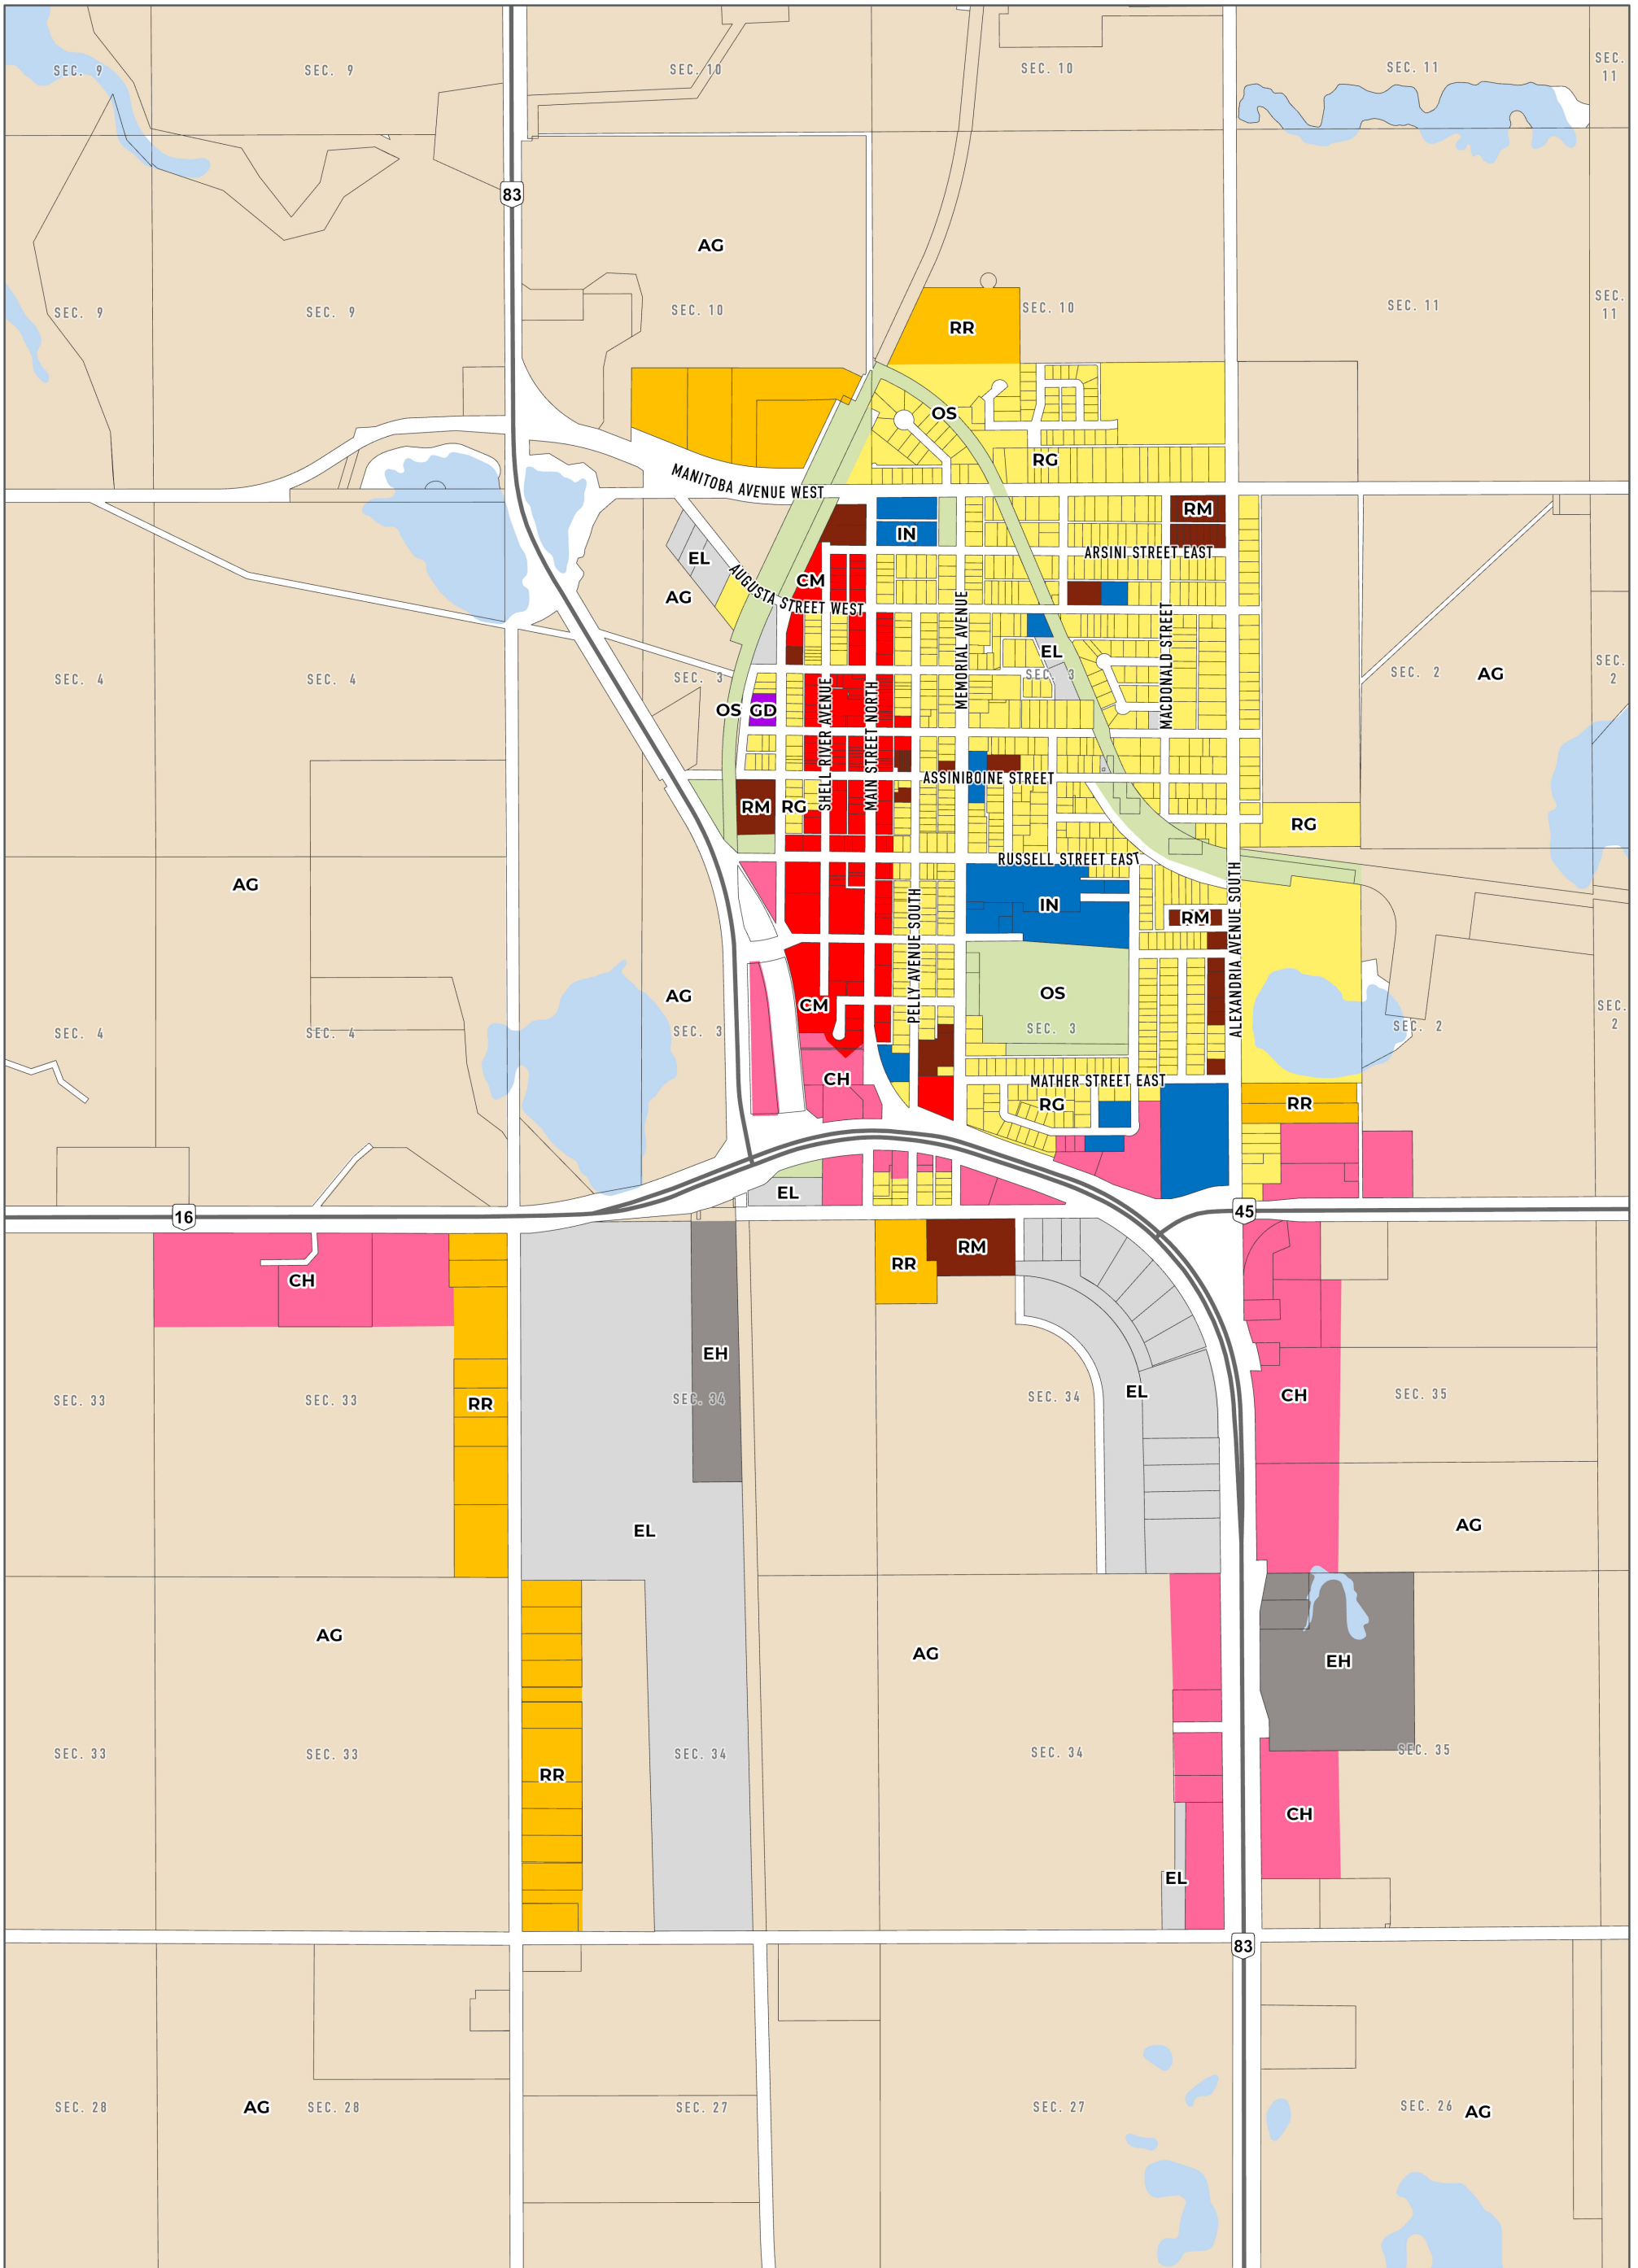 SEC. 9
SEC. 9
SEC. 10
SEC. 10
SEC. 11
SEC.
11
83
AG
SEC. 9
SEC. 9
SEC. 10
SEC. 10
SEC. 11
SEC.
11
RR
OS
RG
MANITOBA AVENUE WEST
RM
IN
ARSINI STREET EAST
EL
CM
AUGUSTA STREET WEST
AG
MEMORIAL AVENUE
MACDONALD STREET
EL
SEC. 4
SEC. 4
SEC. 3
SEC. 3
SEC. 2
AG
SEC.
2
OS
GD
SHELL RIVER AVENUE
MAIN STREET NORTH
ASSINIBOINE STREET
RM
RG
RG
RUSSELL STREET EAST
AG
PELLY AVENUE SOUTH
IN
RM
ALEXANDRIA AVENUE SOUTH
AG
CM
OS
SEC. 4
SEC. 4
SEC. 3
SEC. 3
SEC. 2
SEC.
2
CH
MATHER STREET EAST
RG
RR
EL
16
45
CH
RR
RM
EH
SEC. 33
SEC. 33
RR
SEC. 34
SEC. 34
EL
CH
SEC. 35
EL
AG
AG
AG
EH
SEC. 33
SEC. 33
RR
SEC. 34
SEC. 34
SEC. 35
CH
EL
83
SEC. 28
AG
SEC. 28
SEC. 27
SEC. 27
SEC. 26
AG